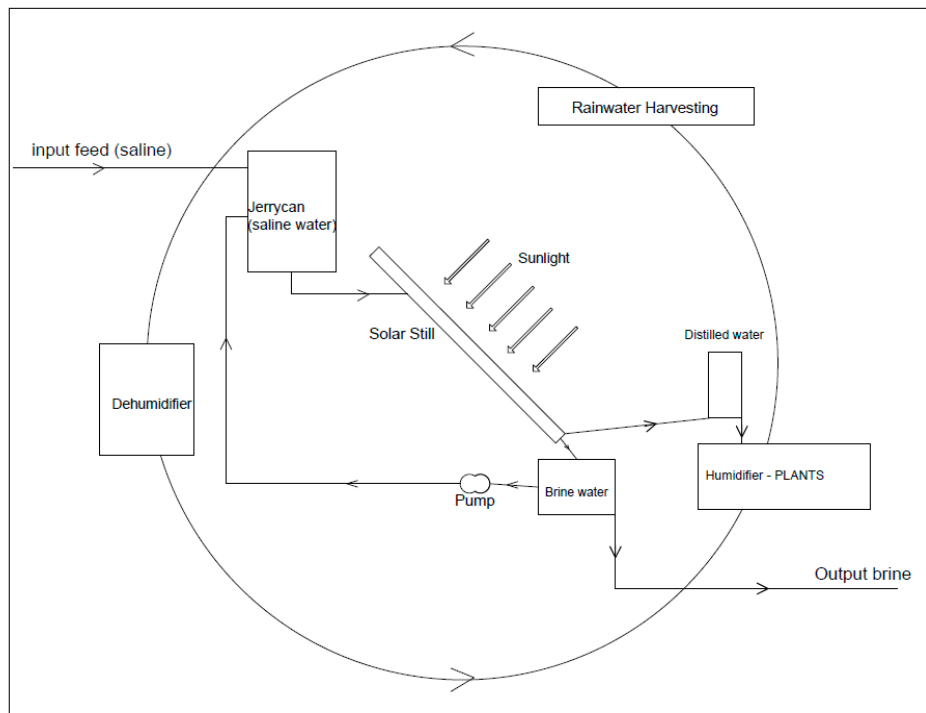 Rainwater Harvesting
input feed (saline)
Jerrycan
(saline water)
Sunlight
Solar Still
Distilled water
Dehumidifier
Humidifier - PLANTS
Brine water
Pump
Output brine